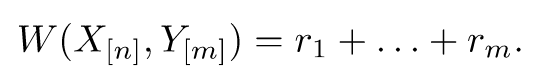 W(X_{[n]}, Y_{[m]}) = r_1 + \ldots + r_m.